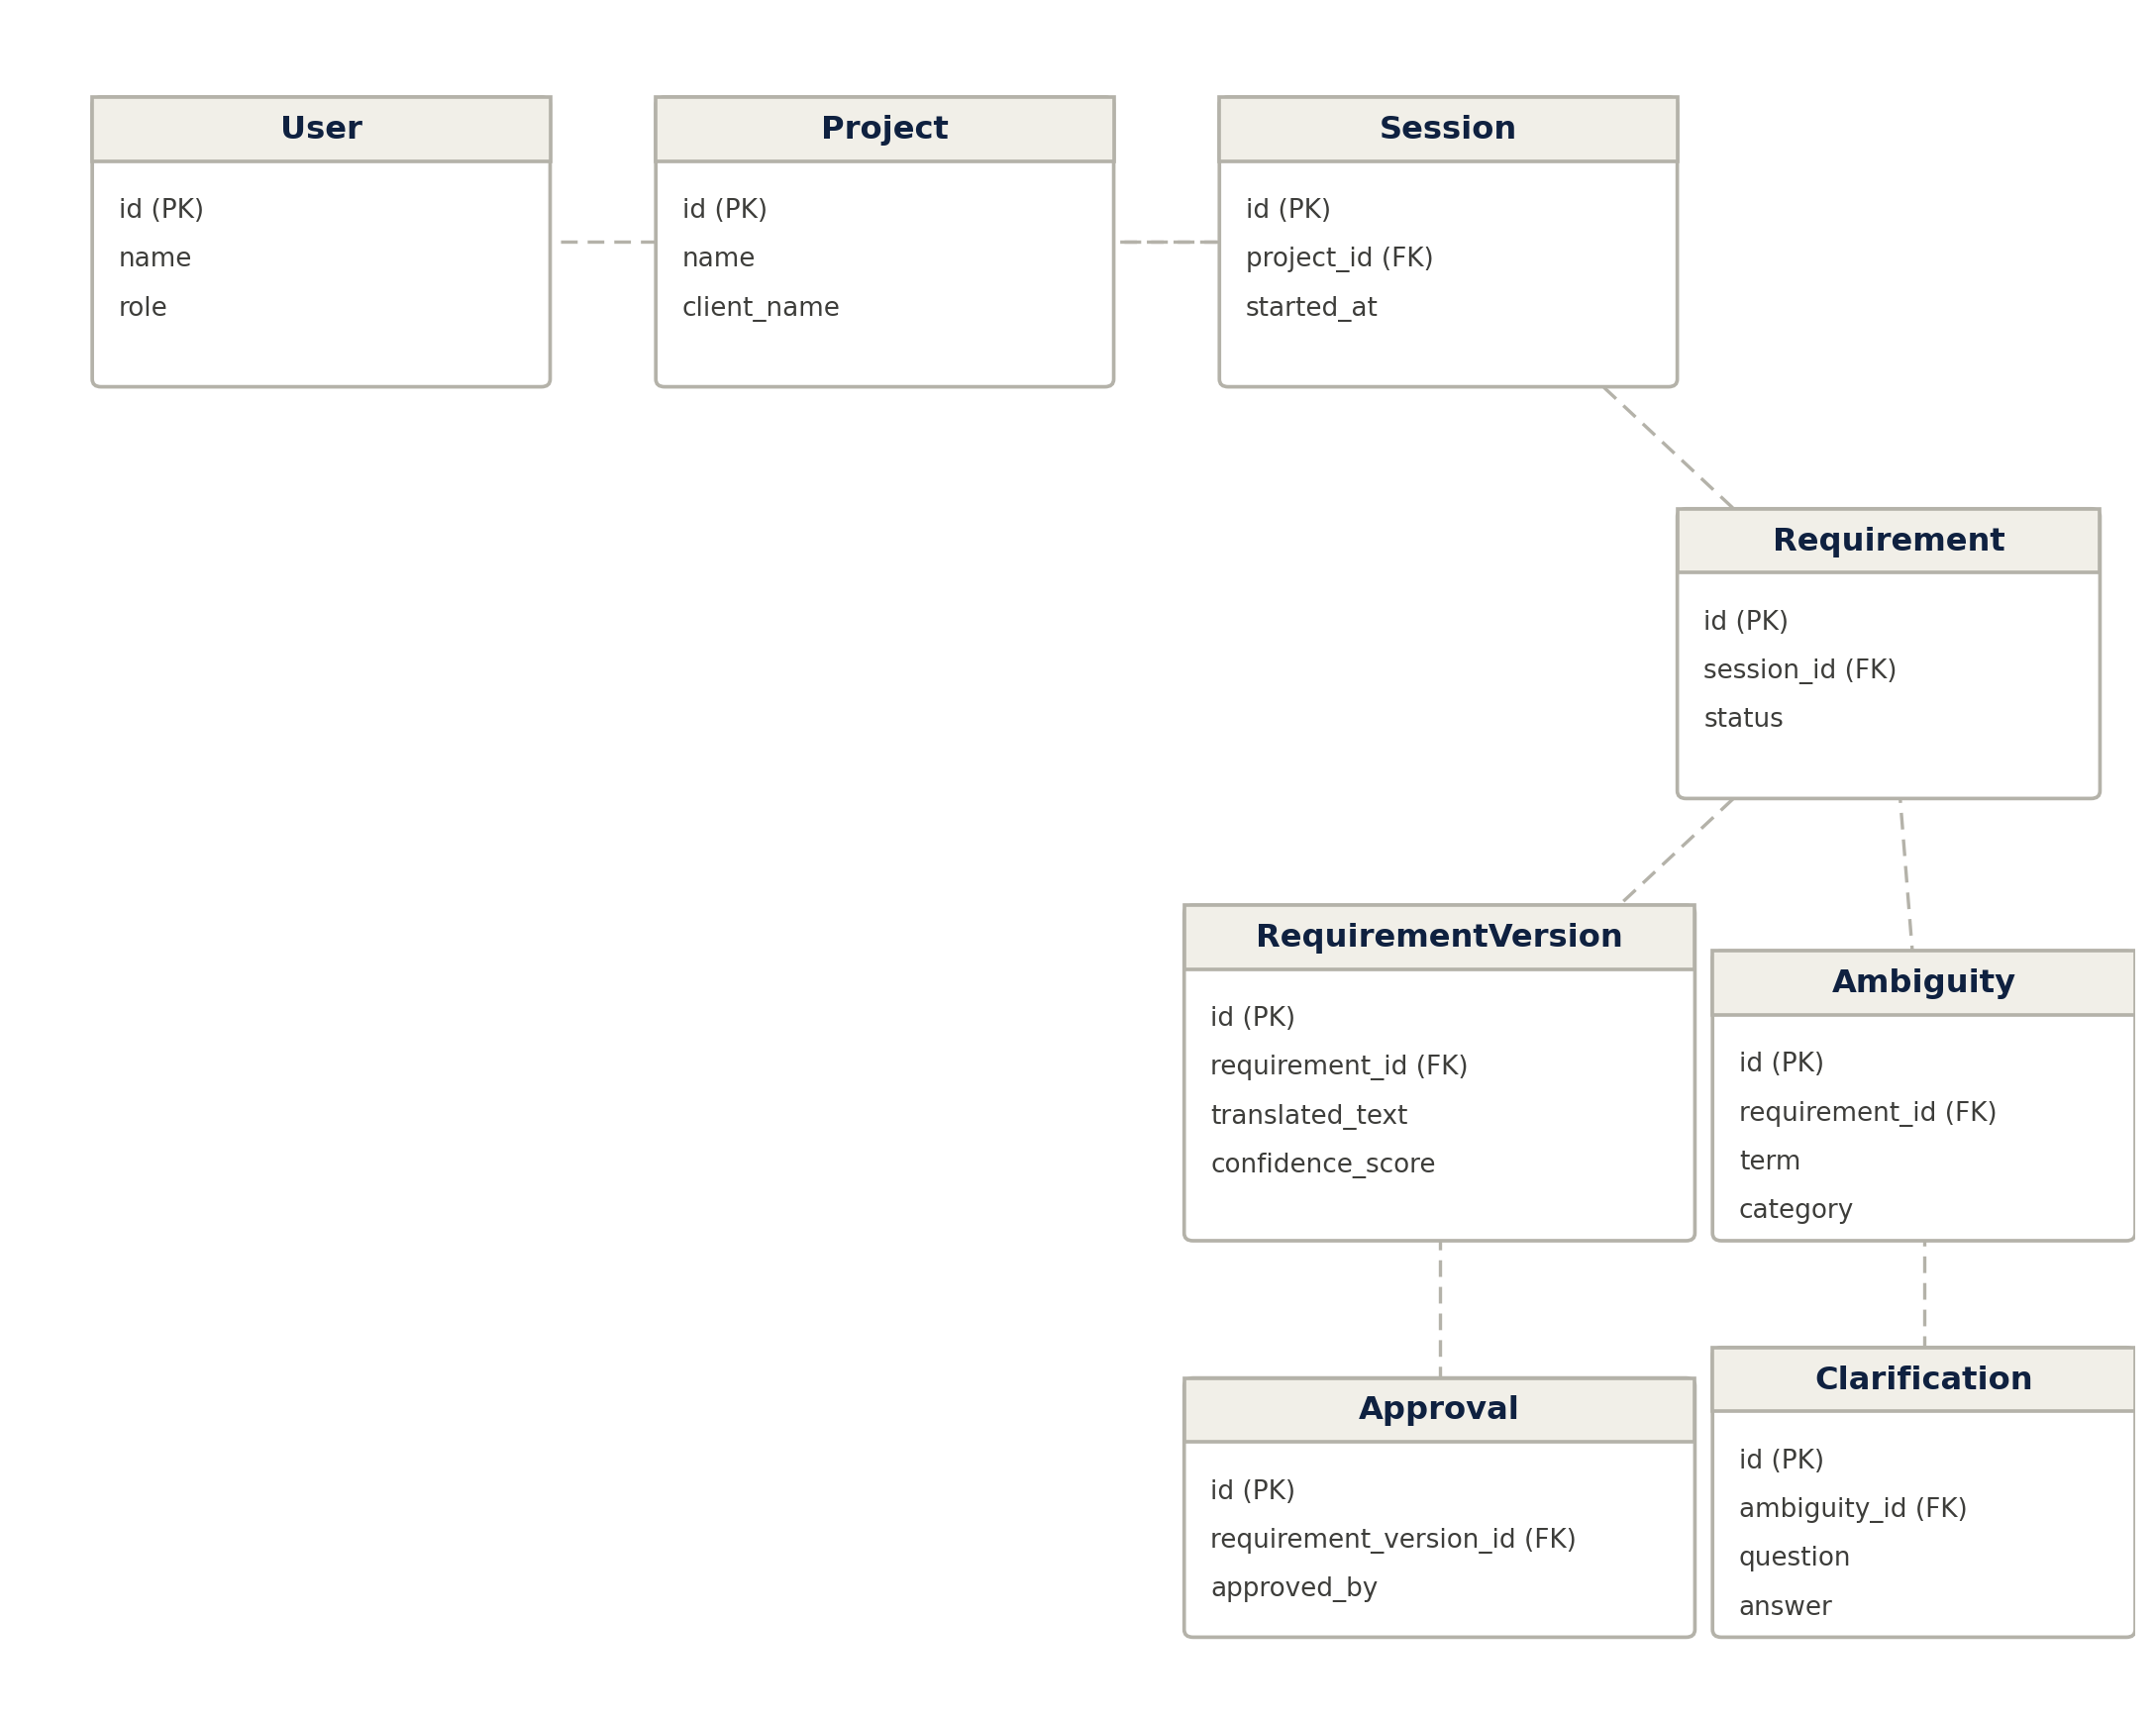 User
id (PK)
name
role
Project
id (PK)
name
client_name
Session
id (PK)
project_id (FK)
started_at
Requirement
id (PK)
session_id (FK)
status
RequirementVersion
id (PK)
requirement_id (FK)
translated_text
confidence_score
Ambiguity
id (PK)
requirement_id (FK)
term
category
Approval
id (PK)
requirement_version_id (FK)
approved_by
Clarification
id (PK)
ambiguity_id (FK)
question
answer